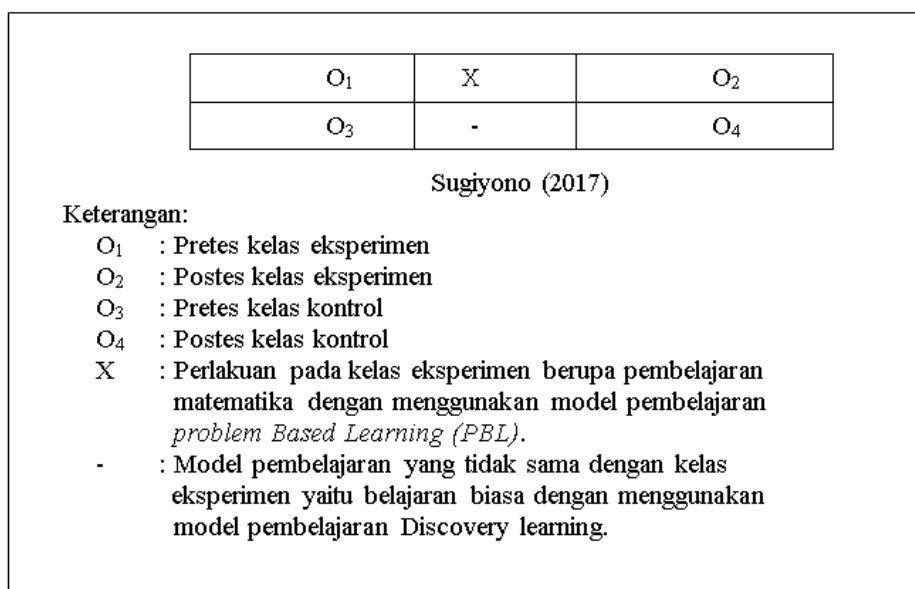 O₁ X O₂
O₃ - O₄
Sugiyono (2017)
Keterangan:
O₁ : Pretes kelas eksperimen
O₂ : Postes kelas eksperimen
O₃ : Pretes kelas kontrol
O₄ : Postes kelas kontrol
X : Perlakuan pada kelas eksperimen berupa pembelajaran
matematika dengan menggunakan model pembelajaran
problem Based Learning (PBL).
- : Model pembelajaran yang tidak sama dengan kelas
eksperimen yaitu belajaran biasa dengan menggunakan
model pembelajaran Discovery learning.